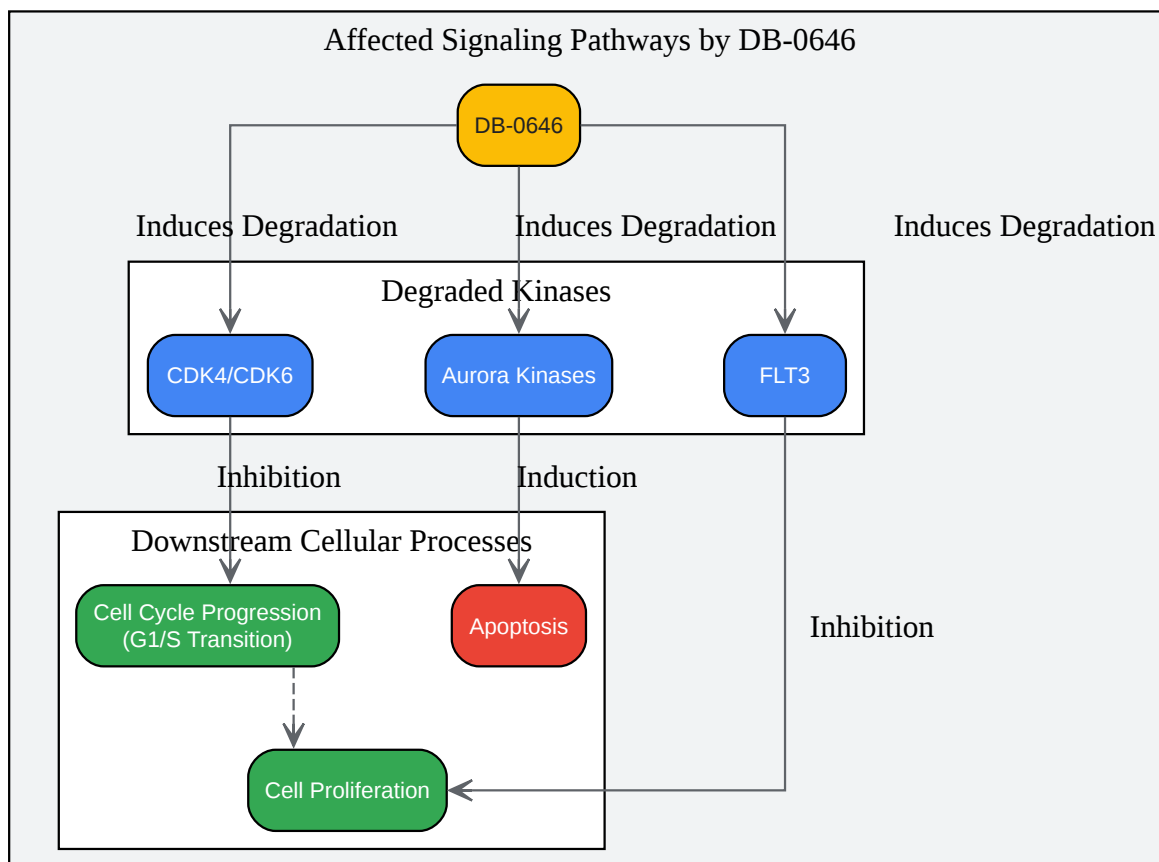 Affected Signaling Pathways by DB-0646
DB-0646
Induces Degradation
Induces Degradation
Induces Degradation
Degraded Kinases
CDK4/CDK6
Aurora Kinases
FLT3
Inhibition
Induction
Downstream Cellular Processes
Cell Cycle Progression
(G1/S Transition)
Apoptosis
Inhibition
Cell Proliferation